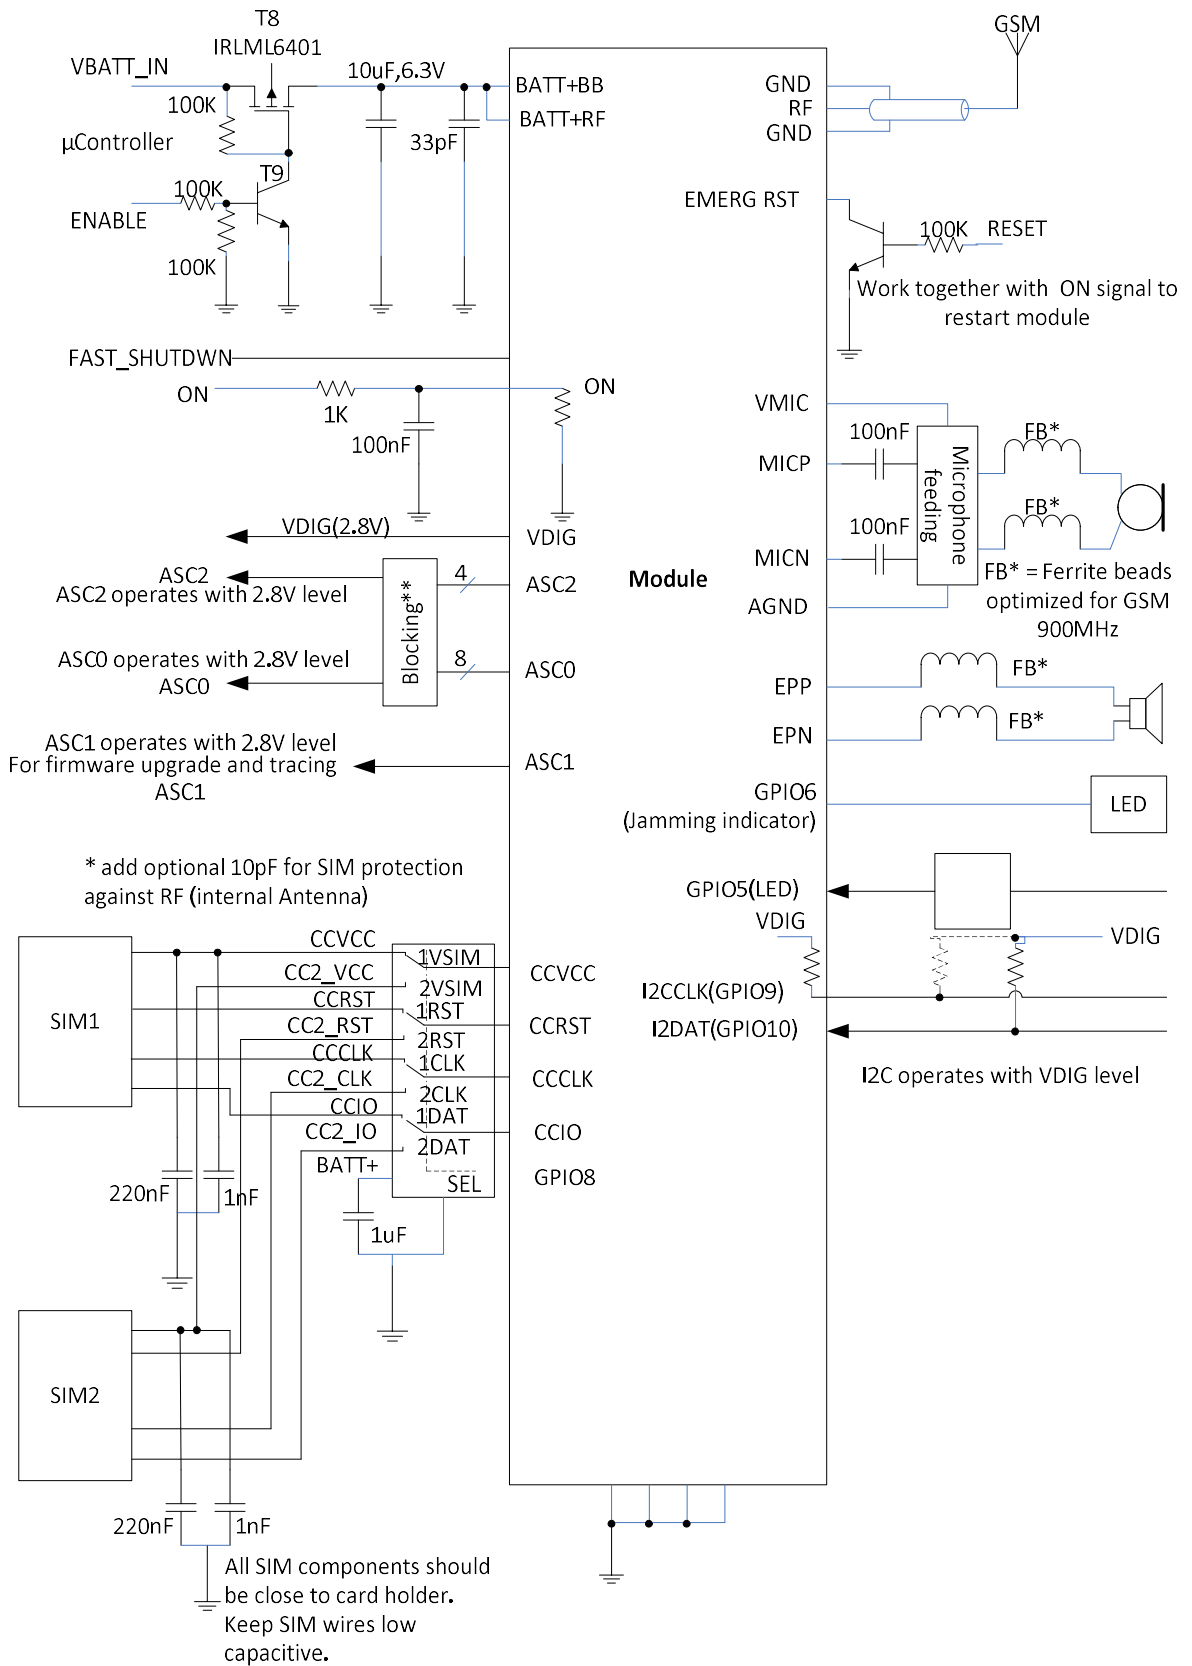 T8
IRLML6401
VBATT_IN
100K
µController
T9
100K
ENABLE
100K
10uF,6.3V
33pF
BATT+BB
BATT+RF
GND
RF
GND
GSM
EMERG RST
100K
RESET
Work together with ON signal to
restart module
FAST_SHUTDWN
ON
1K
100nF
ON
VMIC
MICP
100nF
MICN
100nF
AGND
Microphone
feeding
FB*
FB*
FB* = Ferrite beads
optimized for GSM
900MHz
VDIG(2.8V)
VDIG
ASC2
ASC2 operates with 2.8V level
Blocking**
4
ASC2
ASC0 operates with 2.8V level
ASC0
8
ASC0
Module
EPP
FB*
EPN
FB*
ASC1 operates with 2.8V level
For firmware upgrade and tracing
ASC1
ASC1
GPIO6
(Jamming indicator)
LED
* add optional 10pF for SIM protection
against RF (internal Antenna)
GPIO5(LED)
VDIG
VDIG
I2CCLK(GPIO9)
I2DAT(GPIO10)
I2C operates with VDIG level
SIM1
CCVCC
CC2_VCC
CCRST
CC2_RST
CCCLK
CC2_CLK
CCIO
CC2_IO
BATT+
1VSIM
2VSIM
1RST
2RST
1CLK
2CLK
1DAT
2DAT
SEL
CCVCC
CCRST
CCCLK
CCIO
GPIO8
220nF
1nF
1uF
SIM2
220nF
1nF
All SIM components should
be close to card holder.
Keep SIM wires low
capacitive.